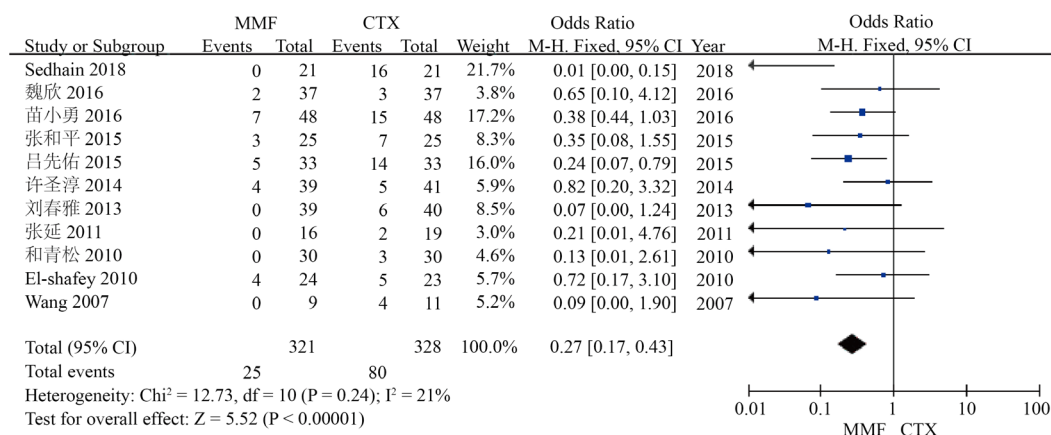 MMF CTX Odds Ratio Odds Ratio
Study or Subgroup Events Total Events Total Weight M-H. Fixed, 95% CI Year M-H. Fixed, 95% CI
Sedhain 2018 0 21 16 21 21.7% 0.01 [0.00, 0.15] 2018
魏欣 2016 2 37 3 37 3.8% 0.65 [0.10, 4.12] 2016
苗小勇 2016 7 48 15 48 17.2% 0.38 [0.44, 1.03] 2016
张和平 2015 3 25 7 25 8.3% 0.35 [0.08, 1.55] 2015
吕先佑 2015 5 33 14 33 16.0% 0.24 [0.07, 0.79] 2015
许圣淳 2014 4 39 5 41 5.9% 0.82 [0.20, 3.32] 2014
刘春雅 2013 0 39 6 40 8.5% 0.07 [0.00, 1.24] 2013
张延 2011 0 16 2 19 3.0% 0.21 [0.01, 4.76] 2011
和青松 2010 0 30 3 30 4.6% 0.13 [0.01, 2.61] 2010
El-shafey 2010 4 24 5 23 5.7% 0.72 [0.17, 3.10] 2010
Wang 2007 0 9 4 11 5.2% 0.09 [0.00, 1.90] 2007
Total (95% CI) 321 328 100.0% 0.27 [0.17, 0.43]
Total events 25 80
Heterogeneity: Chi² = 12.73, df = 10 (P = 0.24); I² = 21%
Test for overall effect: Z = 5.52 (P < 0.00001)
0.01 0.1 1 10 100
MMF CTX